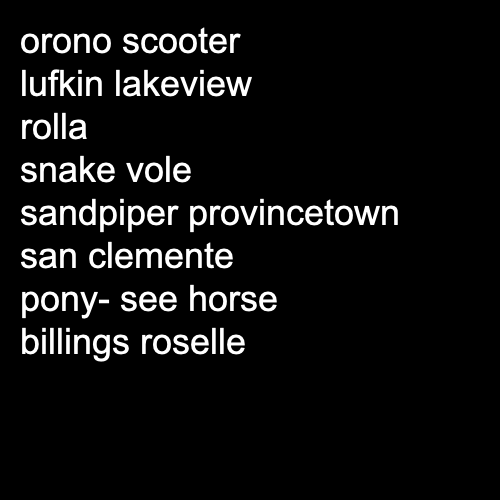 orono scooter
lufkin lakeview
rolla
snake vole
sandpiper provincetown
san clemente
pony- see horse
billings roselle